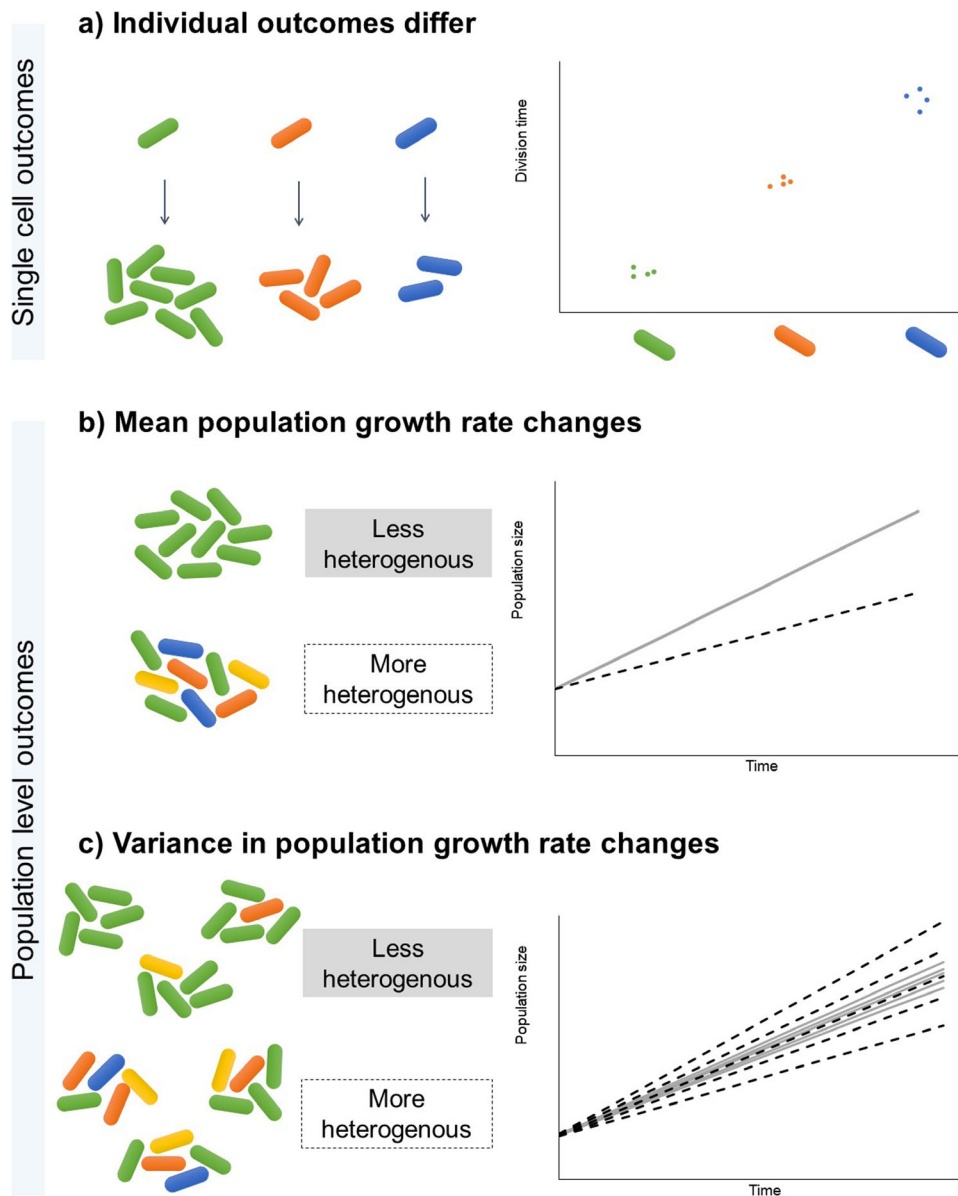 Single cell outcomes
a) Individual outcomes differ
Division time
Population level outcomes
b) Mean population growth rate changes
Less
heterogenous
More
heterogenous
Population size
Time
c) Variance in population growth rate changes
Less
heterogenous
More
heterogenous
Population size
Time